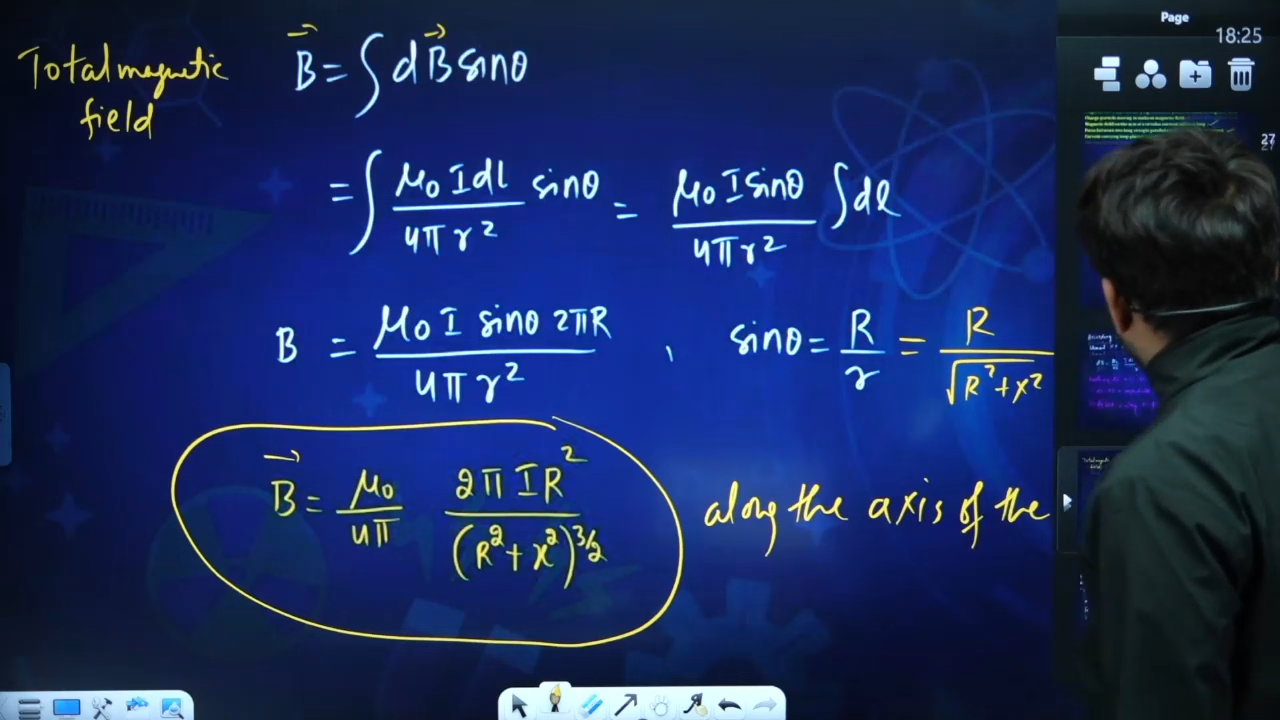 Total magnetic
field
B⃗ = ∫ dB⃗ sinθ
= ∫ μ₀ I dl / 4π r² sinθ = μ₀ I sinθ / 4π r² ∫ dl
B = μ₀ I sinθ 2πR / 4π r² , sinθ = R / r = R / √R²+x²
B⃗ = μ₀ / 4π 2π I R² / (R²+x²)^3/2 along the axis of the
Page
18:25
27